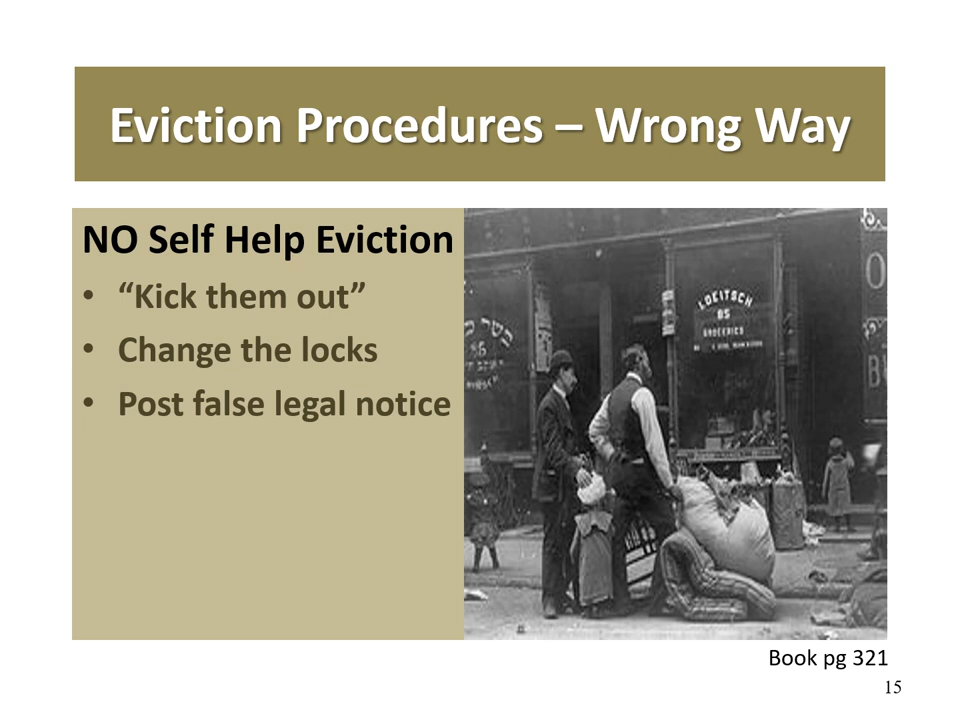 Eviction Procedures – Wrong Way
NO Self Help Eviction
• “Kick them out”
• Change the locks
• Post false legal notice
כשר
LOEITSCH
85
GROCERIES
Book pg 321
15